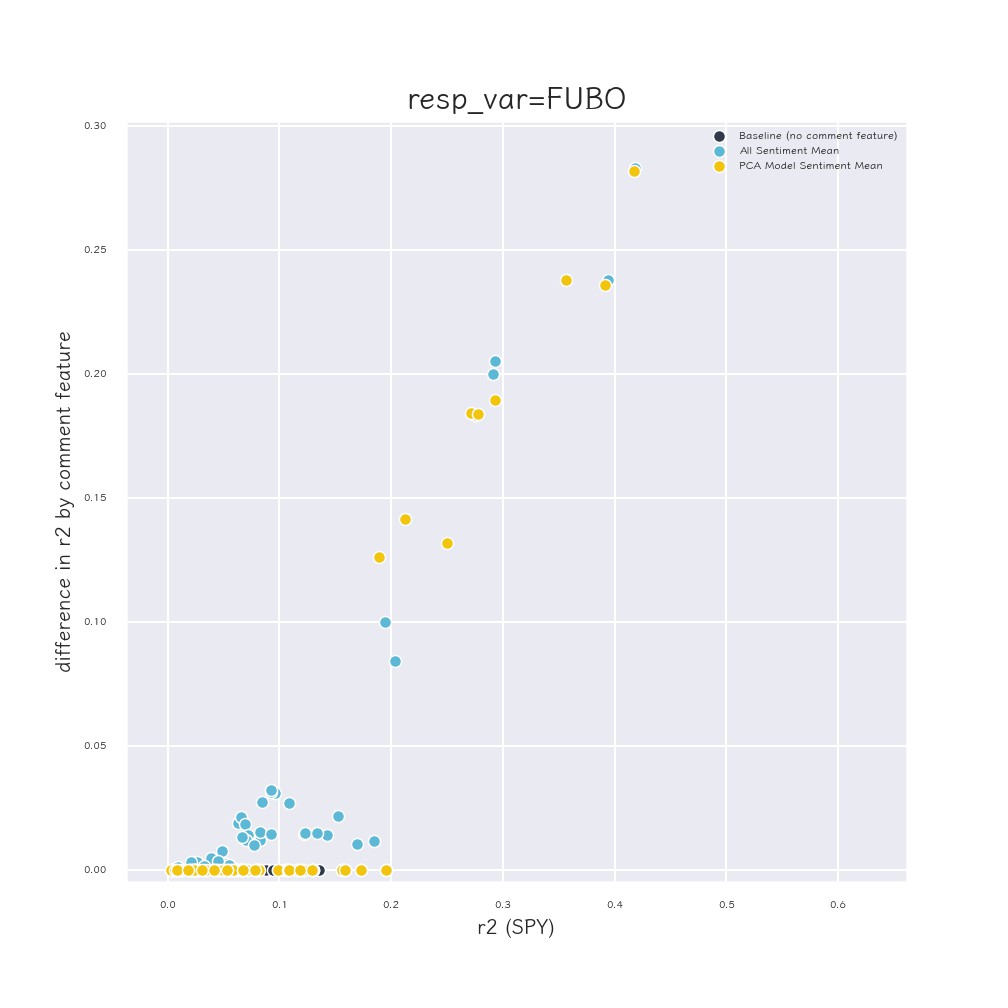 resp_var=FUBO
Baseline (no comment feature)
All Sentiment Mean
PCA Model Sentiment Mean
difference in r2 by comment feature
0.30
0.25
0.20
0.15
0.10
0.05
0.00
0.0 0.1 0.2 0.3 0.4 0.5 0.6
r2 (SPY)